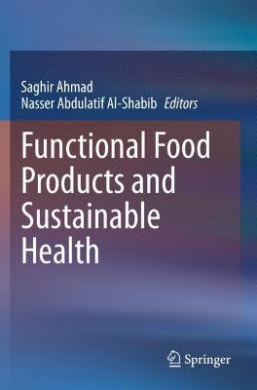 Saghir Ahmad
Nasser Abdulatif Al-Shabib Editors
Functional Food
Products and
Sustainable
Health
Springer